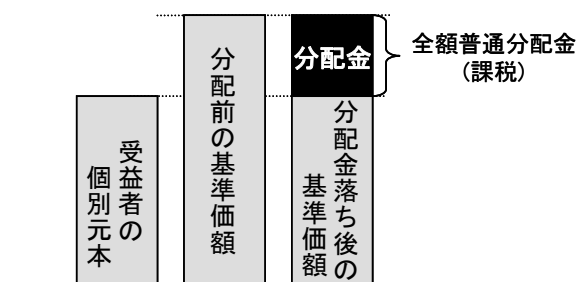 受益者の
個別元本
分配前の基準価額
分配金
分配金落ち後の
基準価額
全額普通分配金
(課税)